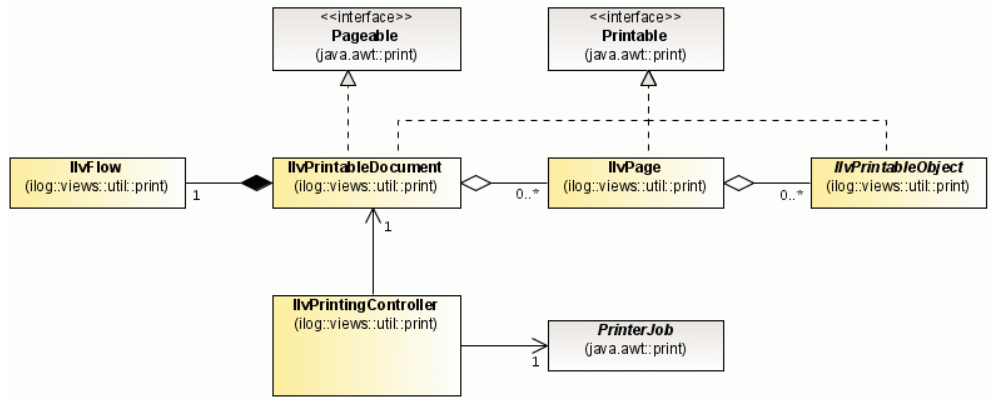 <<interface>>
Pageable
(java.awt::print)
<<interface>>
Printable
(java.awt::print)
IlvFlow
(ilog::views::util::print)
1
IlvPrintableDocument
(ilog::views::util::print)
0..*
IlvPage
(ilog::views::util::print)
0..*
IlvPrintableObject
(ilog::views::util::print)
1
IlvPrintingController
(ilog::views::util::print)
1
PrinterJob
(java.awt::print)